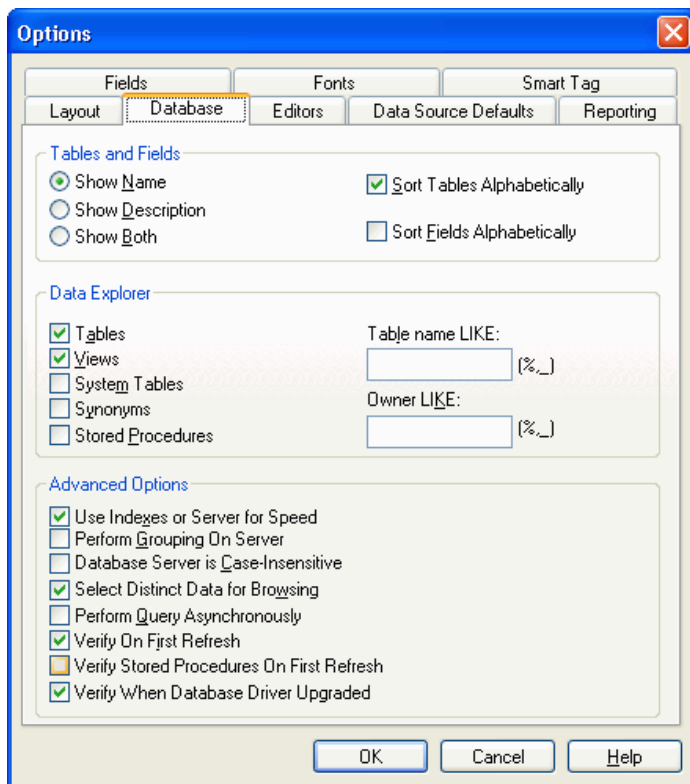 Options
Fields Fonts Smart Tag
Layout Database Editors Data Source Defaults Reporting
Tables and Fields
Show Name
Sort Tables Alphabetically
Show Description
Sort Fields Alphabetically
Show Both
Data Explorer
Tables
Table name LIKE:
Views
(%,_)
System Tables
Owner LIKE:
Synonyms
(%,_)
Stored Procedures
Advanced Options
Use Indexes or Server for Speed
Perform Grouping On Server
Database Server is Case-Insensitive
Select Distinct Data for Browsing
Perform Query Asynchronously
Verify On First Refresh
Verify Stored Procedures On First Refresh
Verify When Database Driver Upgraded
OK Cancel Help